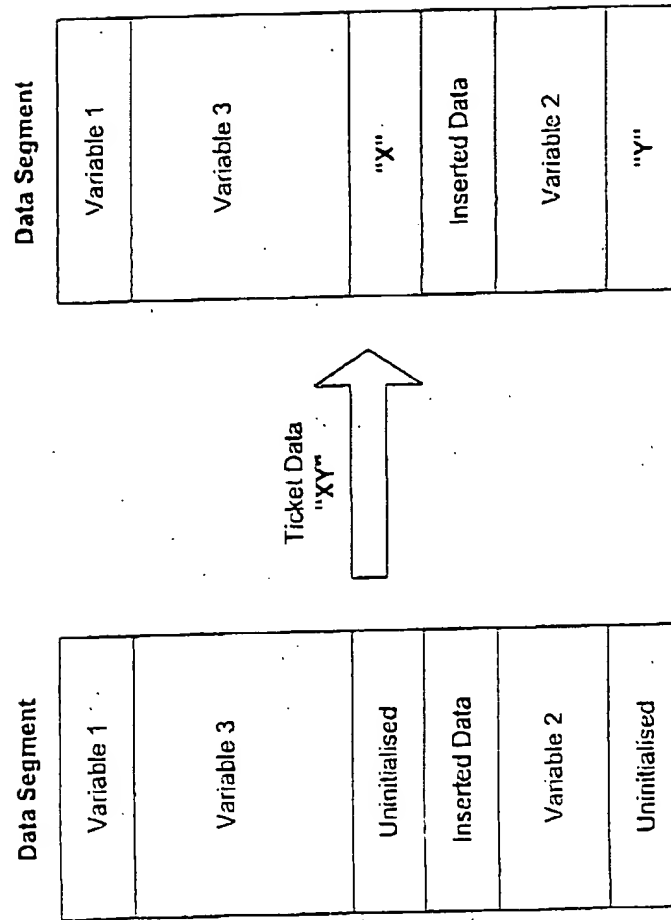 Data Segment
Variable 1
Variable 3
Uninitialised
Inserted Data
Variable 2
Uninitialised
Ticket Data
"XY"
Data Segment
Variable 1
Variable 3
"X"
Inserted Data
Variable 2
"Y"